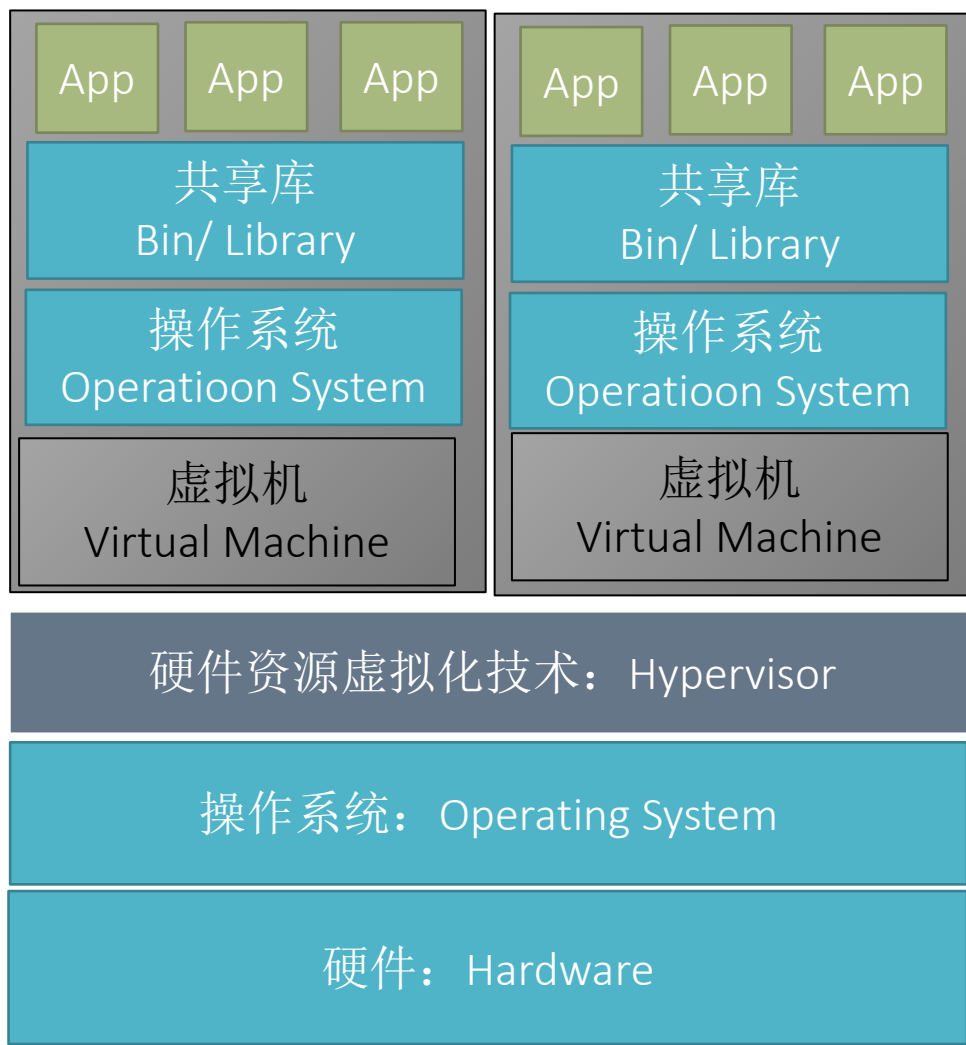 App App App
共享库
Bin/ Library
操作系统
Operatioon System
虚拟机
Virtual Machine
App App App
共享库
Bin/ Library
操作系统
Operatioon System
虚拟机
Virtual Machine
硬件资源虚拟化技术：Hypervisor
操作系统：Operating System
硬件：Hardware